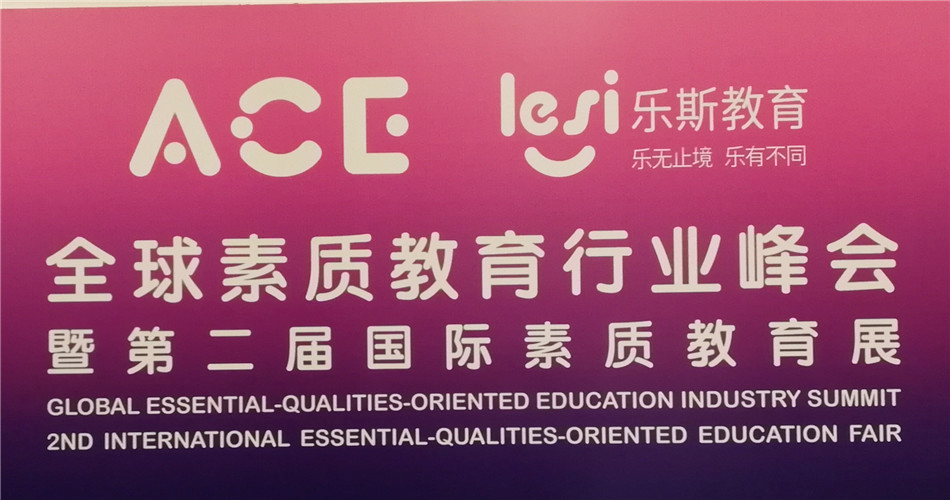 ACE
lesi 乐斯教育
乐无止境 乐有不同
全球素质教育行业峰会
暨第二届国际素质教育展
GLOBAL ESSENTIAL-QUALITIES-ORIENTED EDUCATION INDUSTRY SUMMIT
2ND INTERNATIONAL ESSENTIAL-QUALITIES-ORIENTED EDUCATION FAIR